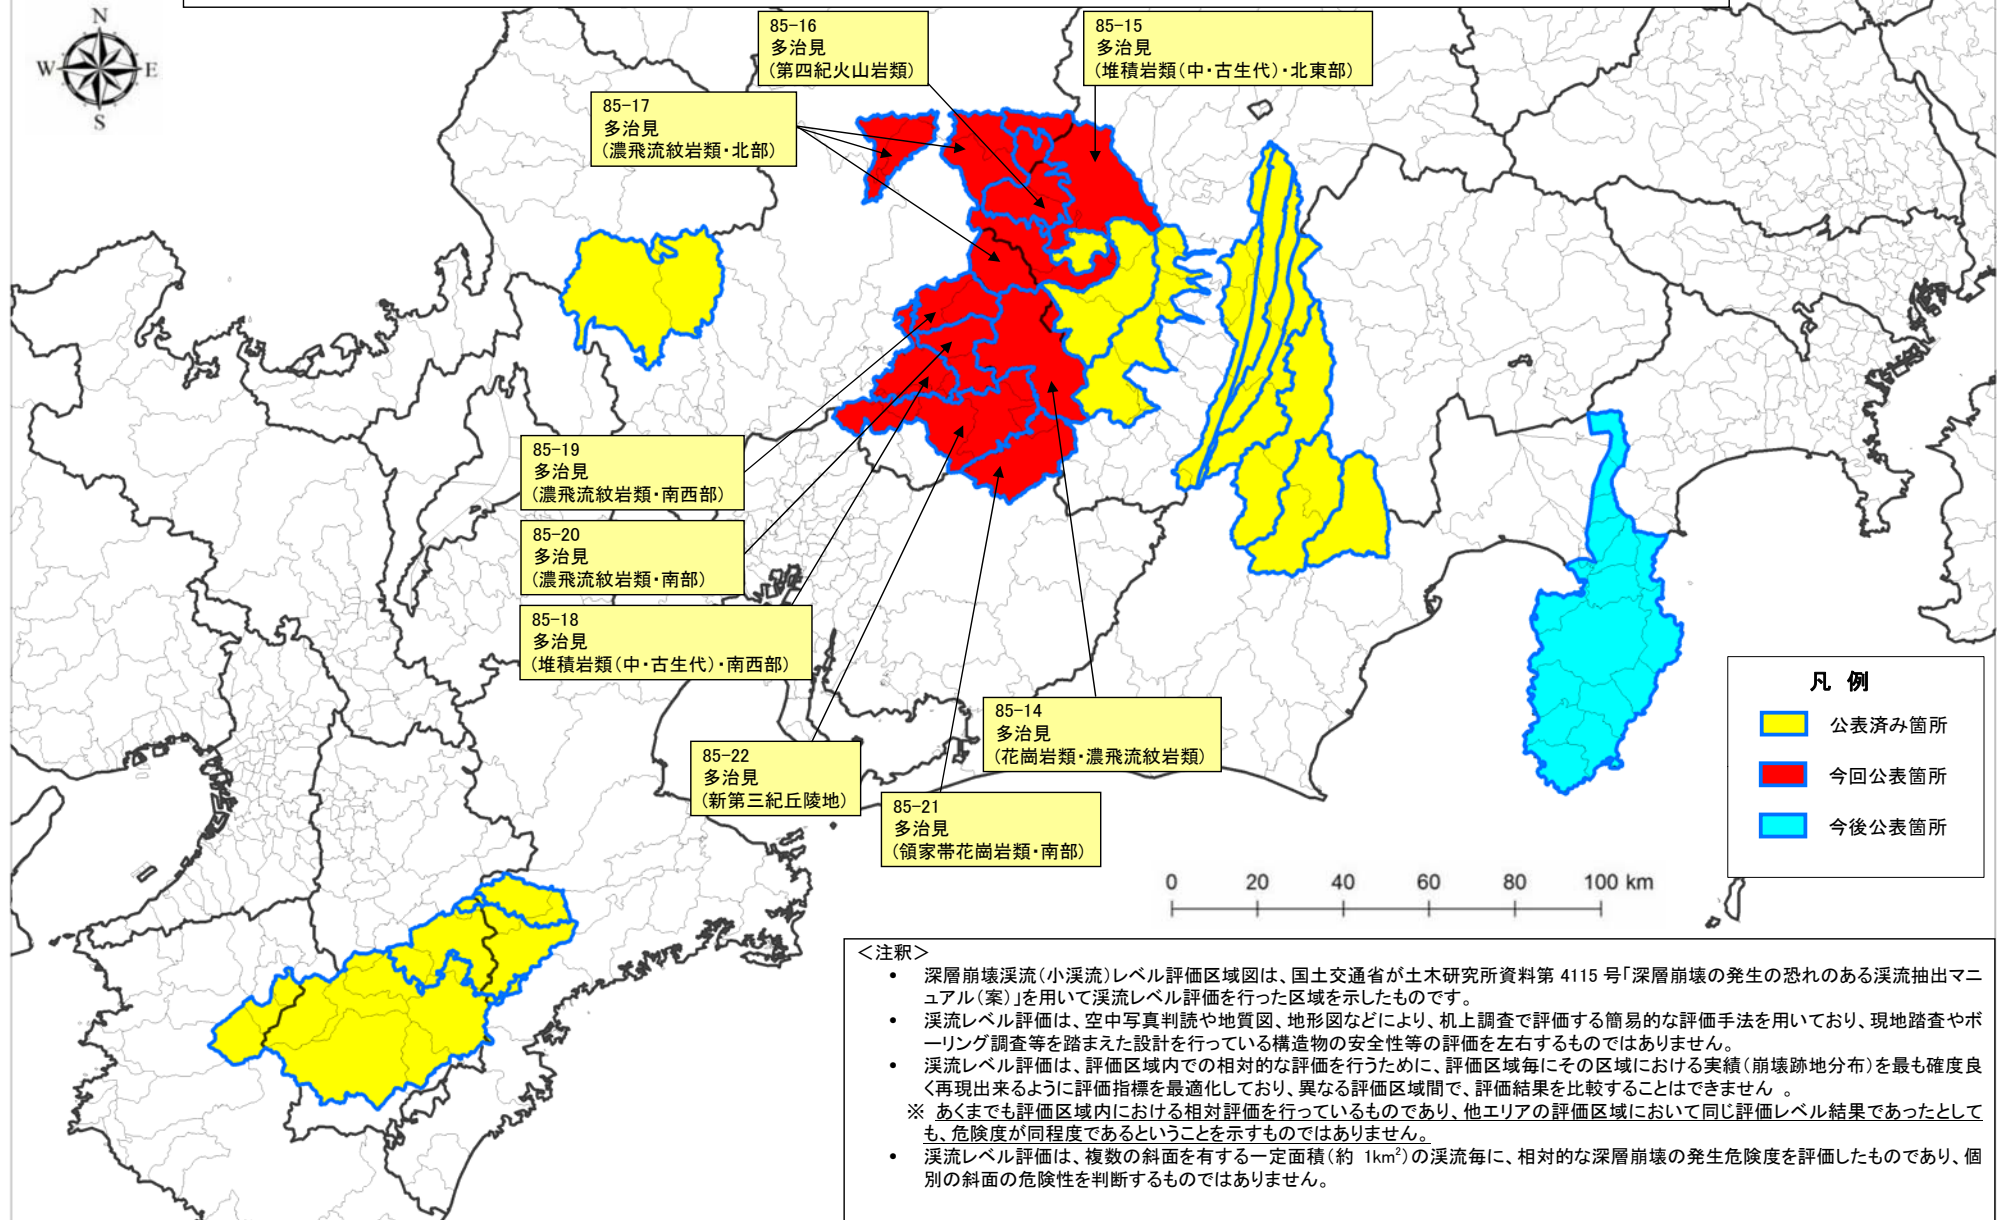 N
W
E
S
85-16
多治見
(第四紀火山岩類)
85-15
多治見
(堆積岩類(中・古生代)・北東部)
85-17
多治見
(濃飛流紋岩類・北部)
85-19
多治見
(濃飛流紋岩類・南西部)
85-20
多治見
(濃飛流紋岩類・南部)
85-18
多治見
(堆積岩類(中・古生代)・南西部)
85-14
多治見
(花崗岩類・濃飛流紋岩類)
85-22
多治見
(新第三紀丘陵地)
85-21
多治見
(領家帯花崗岩類・南部)
凡 例
公表済み箇所
今回公表箇所
今後公表箇所
0 20 40 60 80 100 km
＜注釈＞
• 深層崩壊渓流(小渓流)レベル評価区域図は、国土交通省が土木研究所資料第 4115 号「深層崩壊の発生の恐れのある渓流抽出マニ
ュアル(案)」を用いて渓流レベル評価を行った区域を示したものです。
• 渓流レベル評価は、空中写真判読や地質図、地形図などにより、机上調査で評価する簡易的な評価手法を用いており、現地踏査やボ
ーリング調査等を踏まえた設計を行っている構造物の安全性等の評価を左右するものではありません。
• 渓流レベル評価は、評価区域内での相対的な評価を行うために、評価区域毎にその区域における実績(崩壊跡地分布)を最も確度良
く再現出来るように評価指標を最適化しており、異なる評価区域間で、評価結果を比較することはできません 。
※ あくまでも評価区域内における相対評価を行っているものであり、他エリアの評価区域において同じ評価レベル結果であったとして
も、危険度が同程度であるということを示すものではありません。
• 渓流レベル評価は、複数の斜面を有する一定面積(約 1km²)の渓流毎に、相対的な深層崩壊の発生危険度を評価したものであり、個
別の斜面の危険性を判断するものではありません。